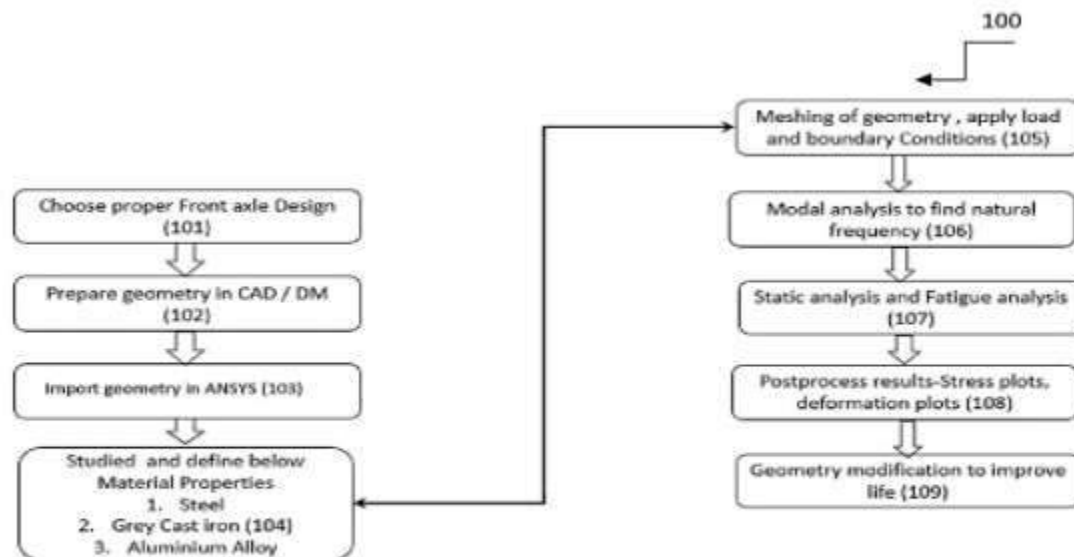 100
Choose proper Front axle Design
(101)
Prepare geometry in CAD / DM
(102)
Import geometry in ANSYS (103)
Studied and define below
Material Properties
1. Steel
2. Grey Cast iron (104)
3. Aluminium Alloy
Meshing of geometry , apply load
and boundary Conditions (105)
Modal analysis to find natural
frequency (106)
Static analysis and Fatigue analysis
(107)
Postprocess results-Stress plots,
deformation plots (108)
Geometry modification to improve
life (109)